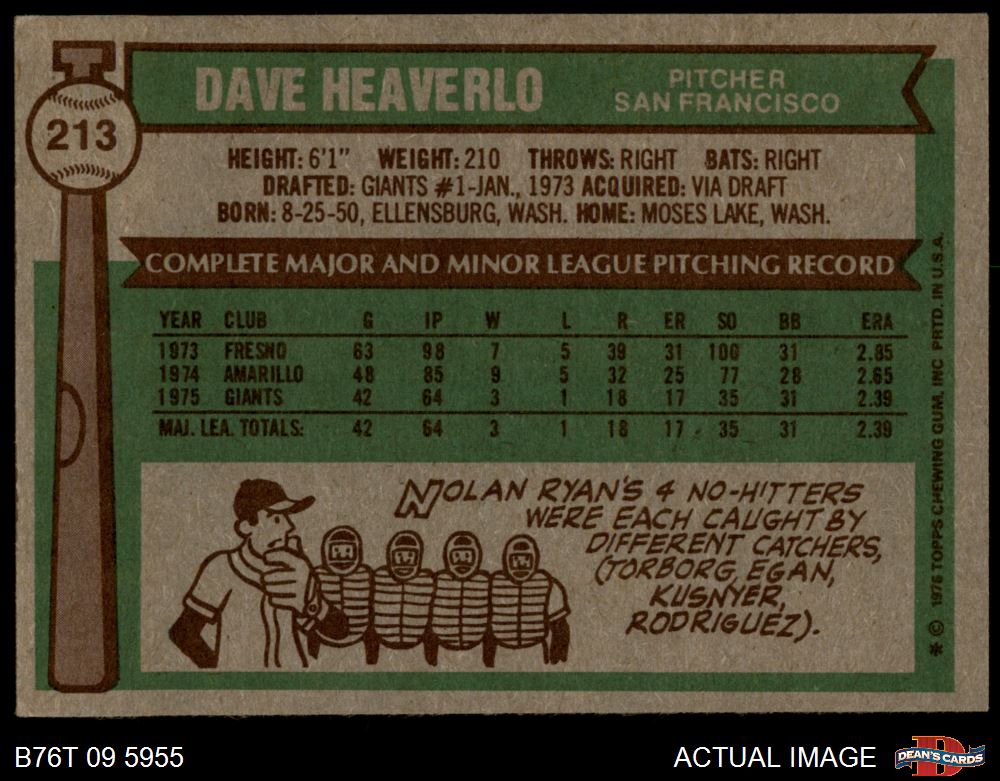 213
DAVE HEAVERLO
PITCHER
SAN FRANCISCO
HEIGHT: 6'1" WEIGHT: 210 THROWS: RIGHT BATS: RIGHT
DRAFTED: GIANTS #1-JAN., 1973 ACQUIRED: VIA DRAFT
BORN: 8-25-50, ELLENSBURG, WASH. HOME: MOSES LAKE, WASH.
COMPLETE MAJOR AND MINOR LEAGUE PITCHING RECORD
YEAR CLUB G IP W L R ER SO BB ERA
1973 FRESNO 63 98 7 5 39 31 100 31 2.85
1974 AMARILLO 48 85 9 5 32 25 77 28 2.65
1975 GIANTS 42 64 3 1 18 17 35 31 2.39
MAJ. LEA. TOTALS: 42 64 3 1 18 17 35 31 2.39
NOLAN RYAN'S 4 NO-HITTERS
WERE EACH CAUGHT BY
DIFFERENT CATCHERS,
(TORBORG, EGAN,
KUSNYER,
RODRIGUEZ).
* © 1976 TOPPS CHEWING GUM, INC PRTD. IN U.S.A.
B76T 09 5955
ACTUAL IMAGE
D
DEAN'S CARDS